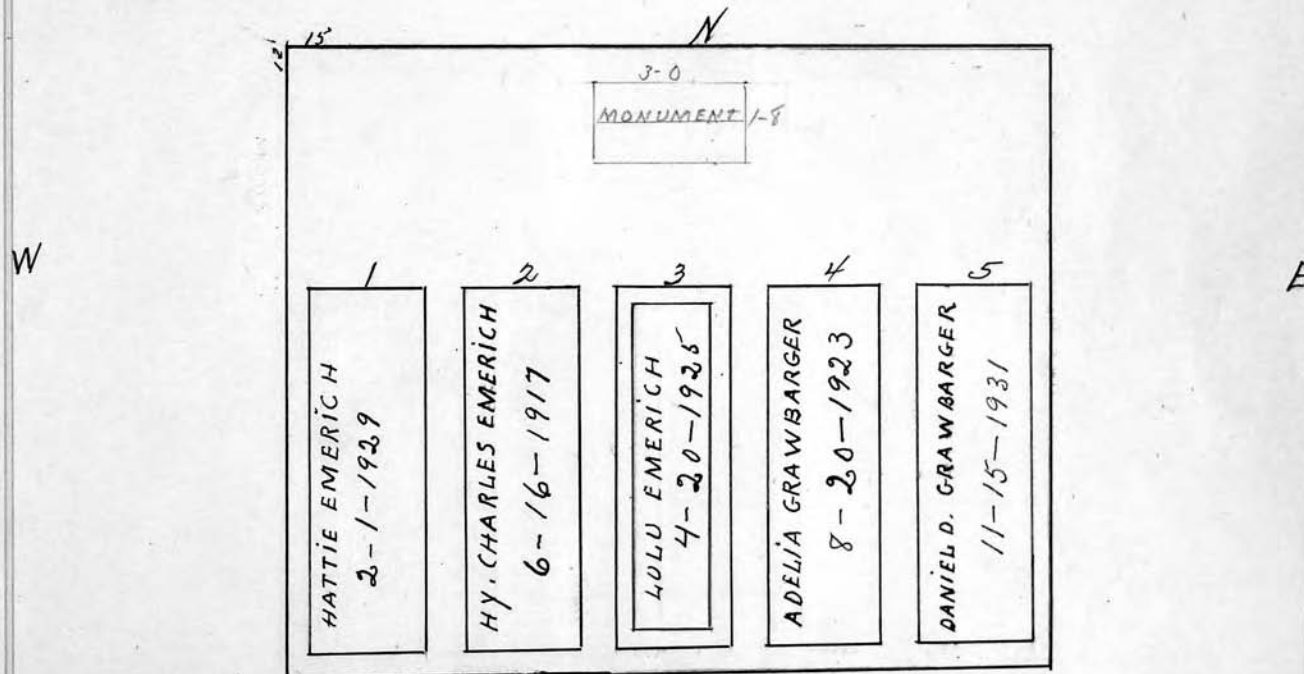 N
15
12'
3-0
MONUMENT 1-8
W
E
1
HATTIE EMERICH
2-1-1929
2
HY. CHARLES EMERICH
6-16-1917
3
LULU EMERICH
4-20-1925
4
ADELIA GRAWBARGER
8-20-1923
5
DANIEL D. GRAWBARGER
11-15-1931